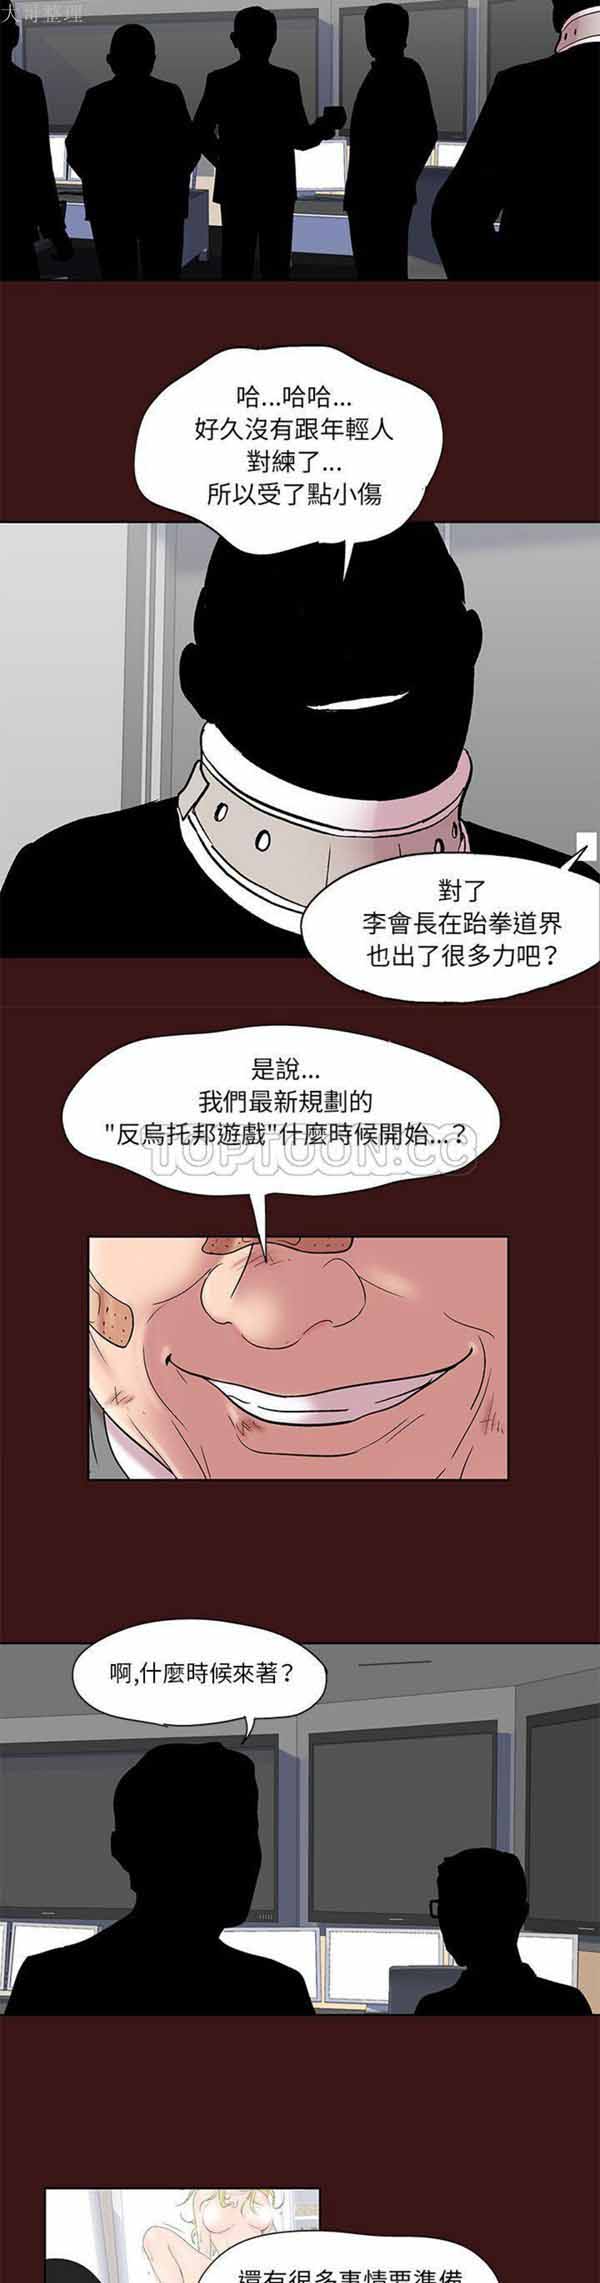 大哥整理
哈...哈哈...
好久沒有跟年輕人
對練了...
所以受了點小傷
對了
李會長在跆拳道界
也出了很多力吧？
是說...
我們最新規劃的
"反烏托邦遊戲"什麼時候開始...？
TOPTOON.CC
啊,什麼時候來著？
還有很多事情要準備